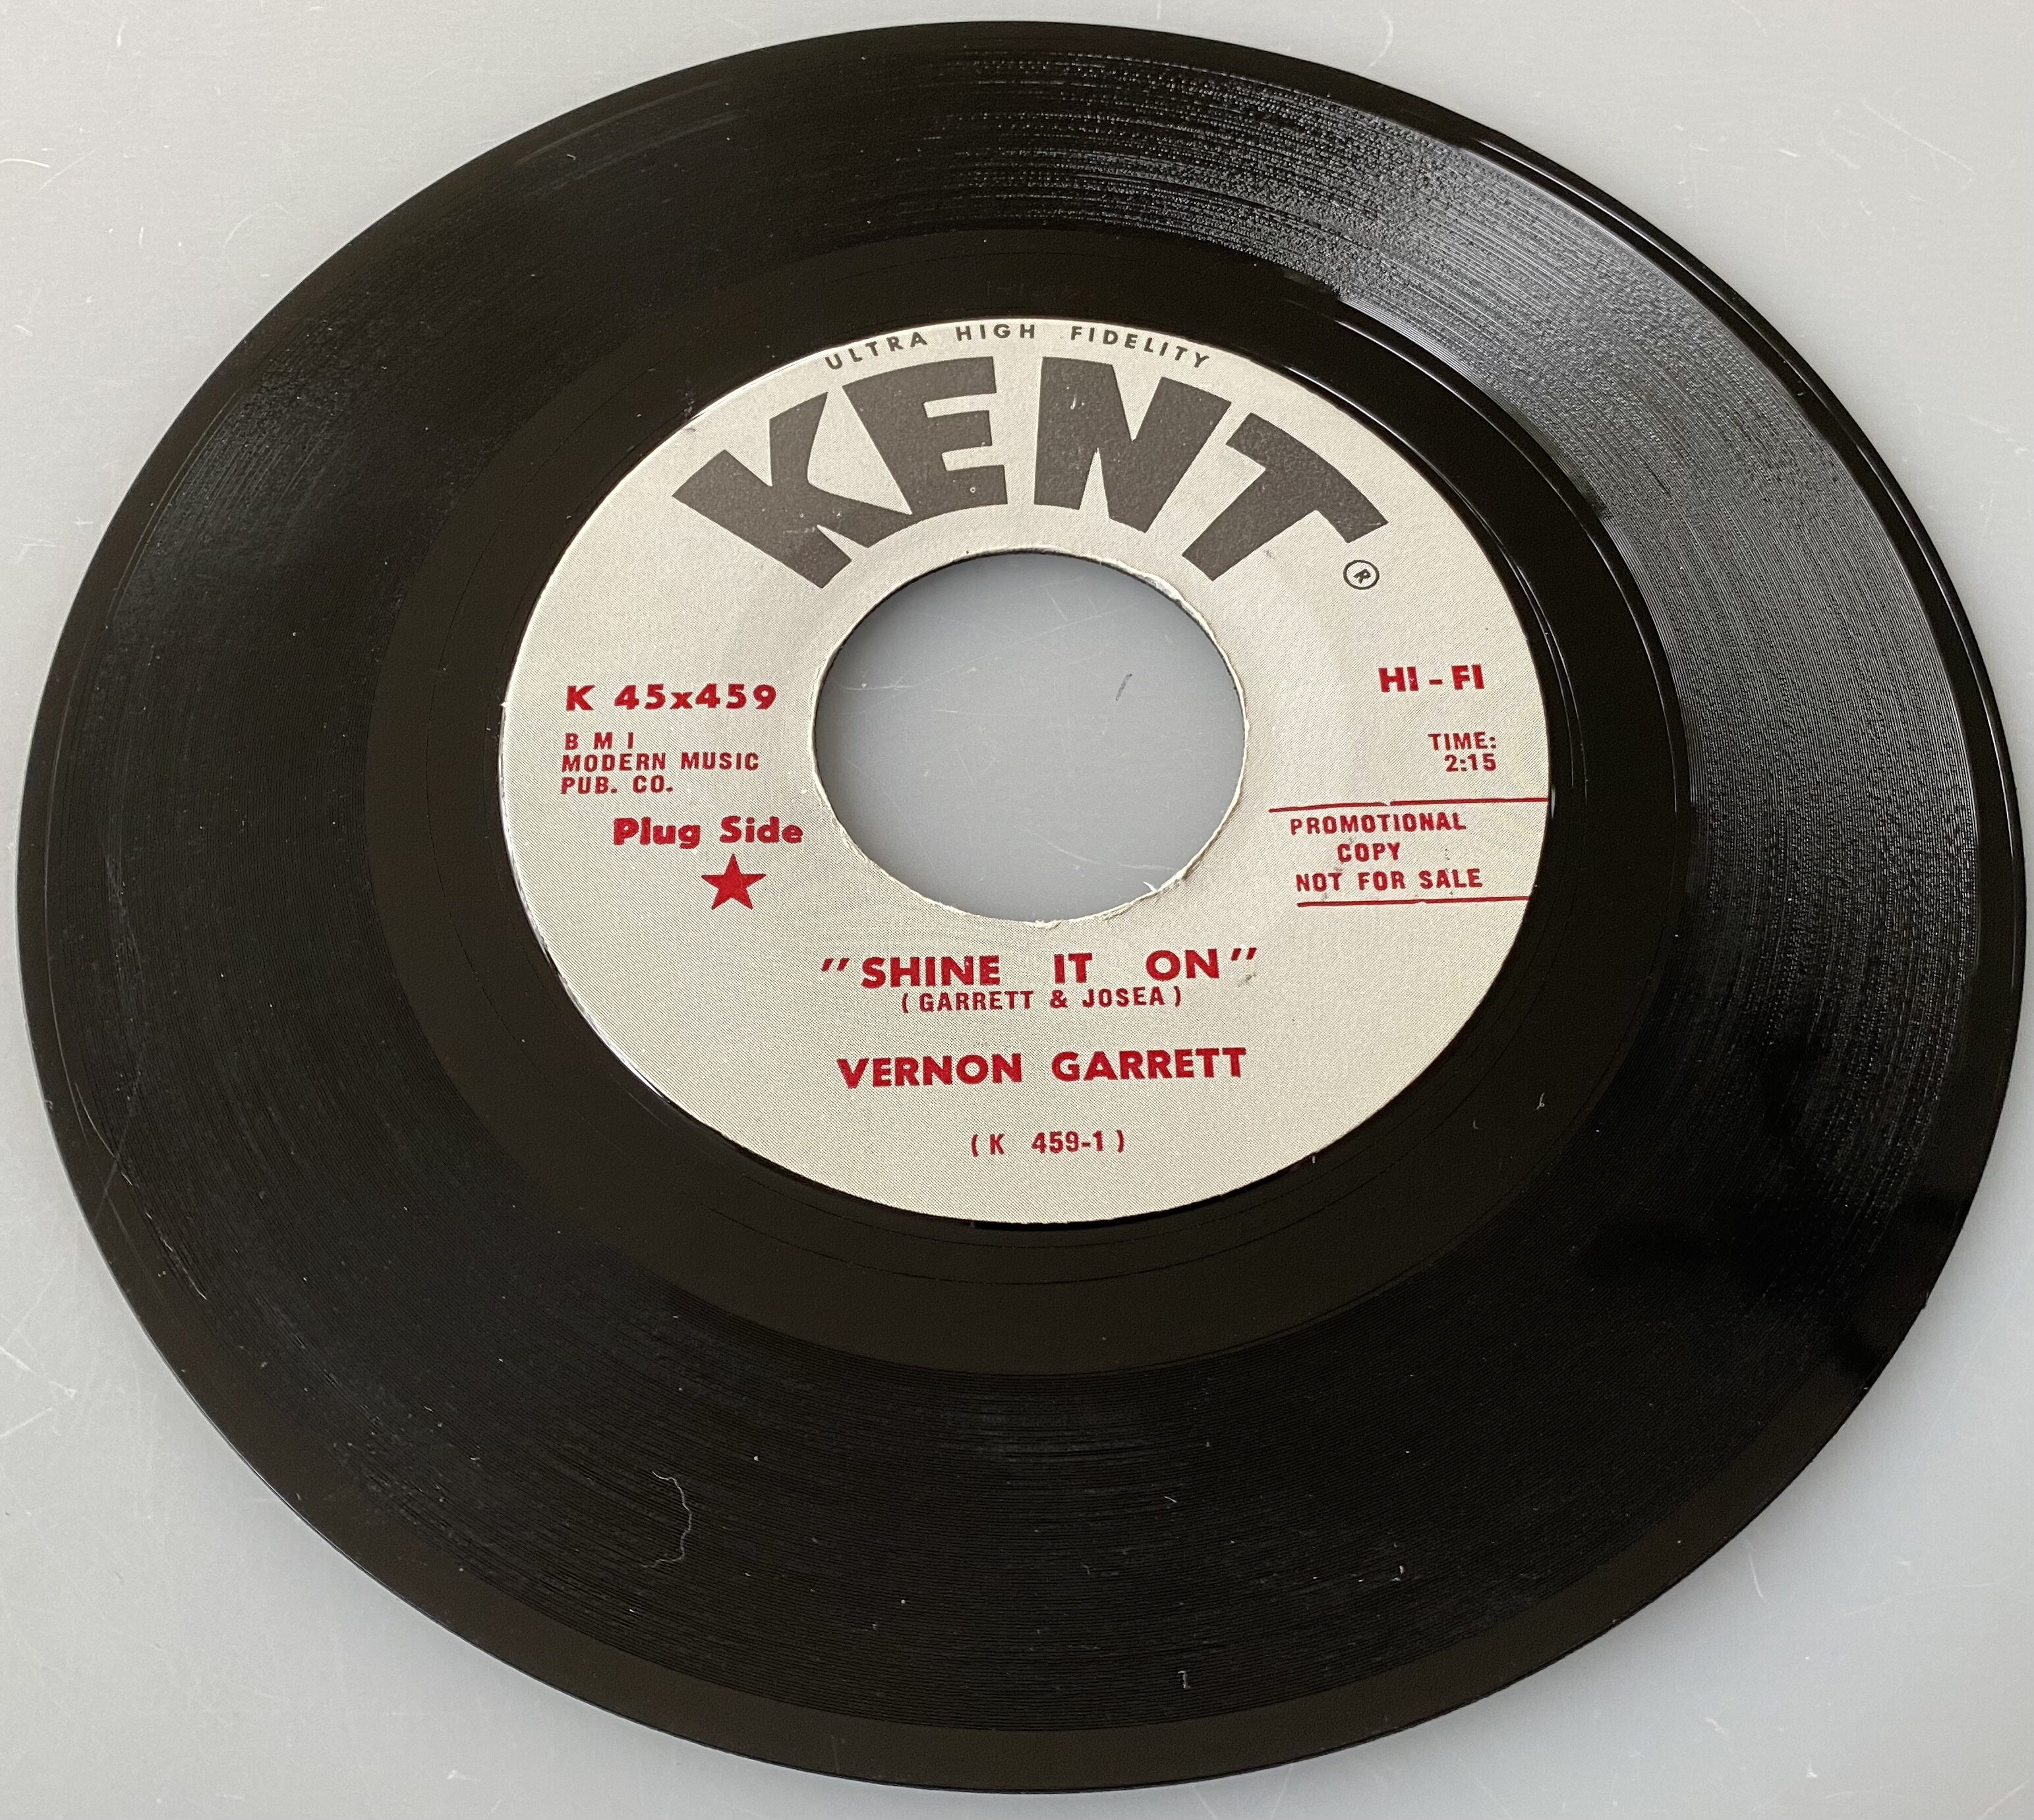 ULTRA HIGH FIDELITY
KENT®
K 45x459
HI-FI
B M I
MODERN MUSIC
PUB. CO.
TIME:
2:15
Plug Side
PROMOTIONAL
COPY
NOT FOR SALE
"SHINE IT ON"
(GARRETT & JOSEA)
VERNON GARRETT
(K 459-1)